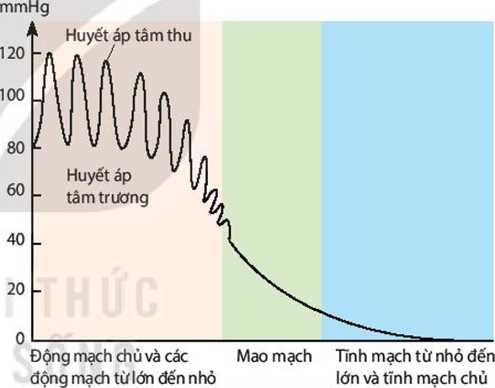 mmHg
Huyết áp tâm thu
120
100
80
Huyết áp
tâm trương
60
40
20
0
I THỨC
SỐNG
Động mạch chủ và các
động mạch từ lớn đến nhỏ
Mao mạch
Tĩnh mạch từ nhỏ đến
lớn và tĩnh mạch chủ